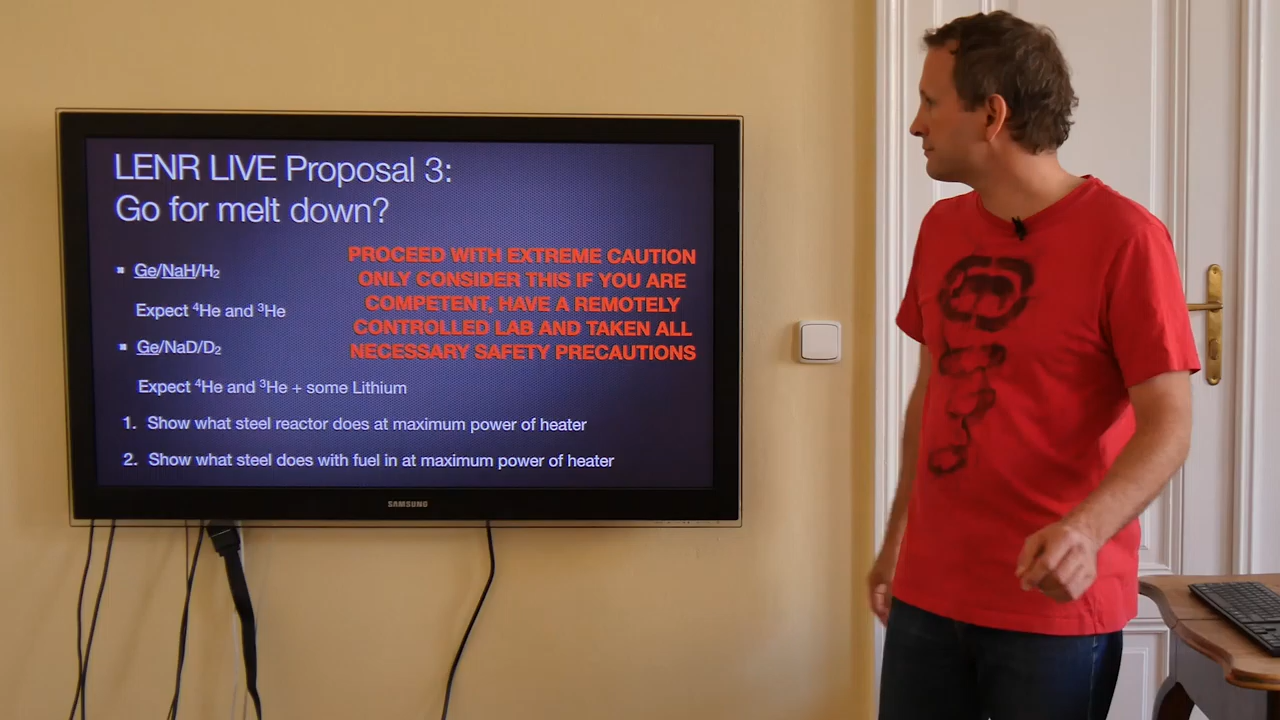 LENR LIVE Proposal 3:
Go for melt down?
▪ Ge/NaH/H₂
Expect ⁴He and ³He
▪ Ge/NaD/D₂
Expect ⁴He and ³He + some Lithium
PROCEED WITH EXTREME CAUTION
ONLY CONSIDER THIS IF YOU ARE
COMPETENT, HAVE A REMOTELY
CONTROLLED LAB AND TAKEN ALL
NECESSARY SAFETY PRECAUTIONS
1. Show what steel reactor does at maximum power of heater
2. Show what steel does with fuel in at maximum power of heater
SAMSUNG